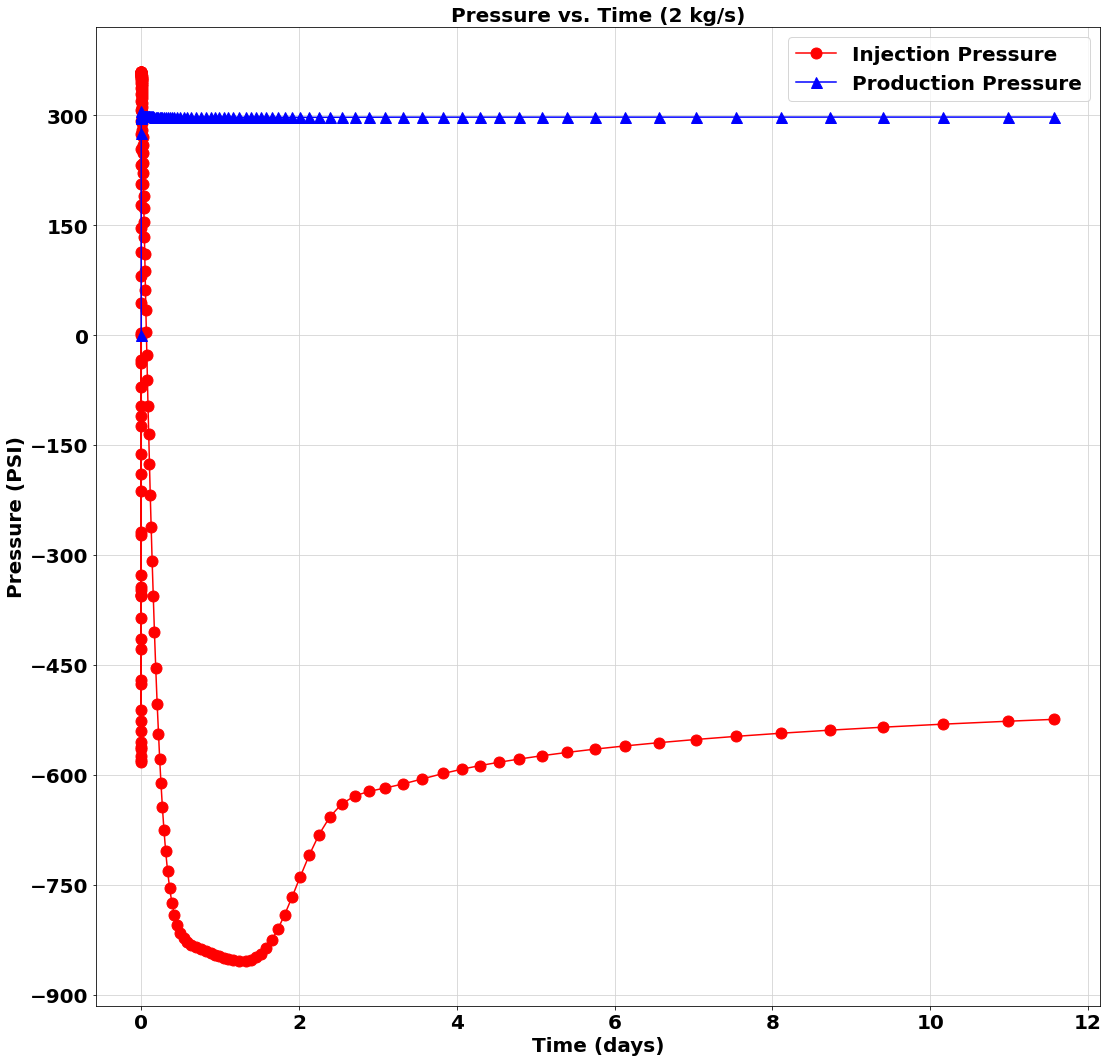 Pressure vs. Time (2 kg/s)
Injection Pressure
Production Pressure
300
150
0
−150
−300
−450
−600
−750
−900
Pressure (PSI)
0 2 4 6 8 10 12
Time (days)